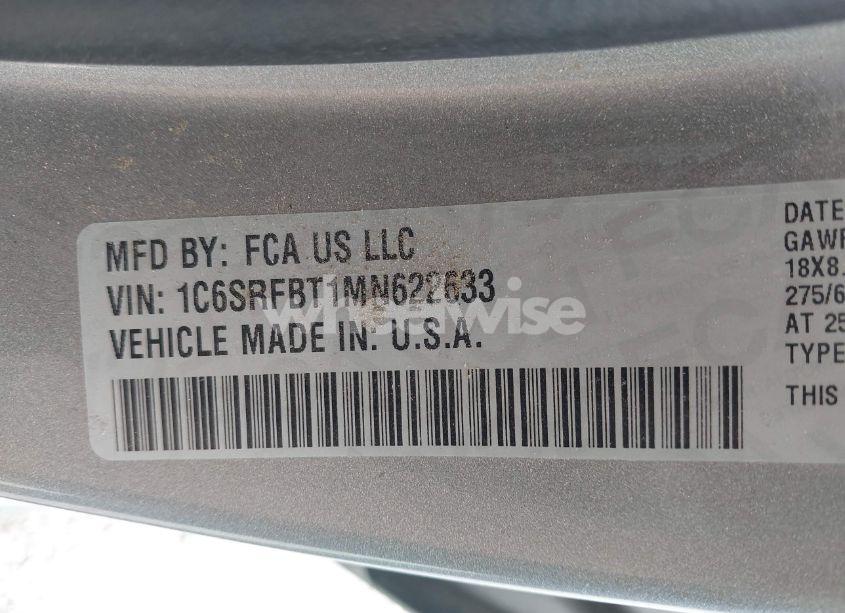 MFD BY: FCA US LLC
VIN: 1C6SRFBT1MN622633
VEHICLE MADE IN: U.S.A.
DATE
GAWR
18X8.
275/6
AT 25
TYPE
THIS
wheelwise